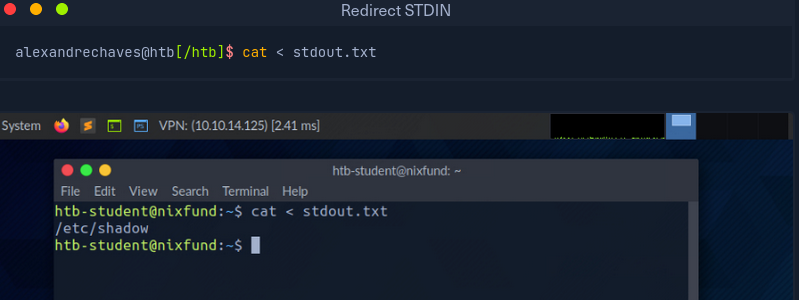 Redirect STDIN
alexandrechaves@htb[/htb]$ cat < stdout.txt
System VPN: (10.10.14.125) [2.41 ms]
htb-student@nixfund: ~
File Edit View Search Terminal Help
htb-student@nixfund:~$ cat < stdout.txt
/etc/shadow
htb-student@nixfund:~$